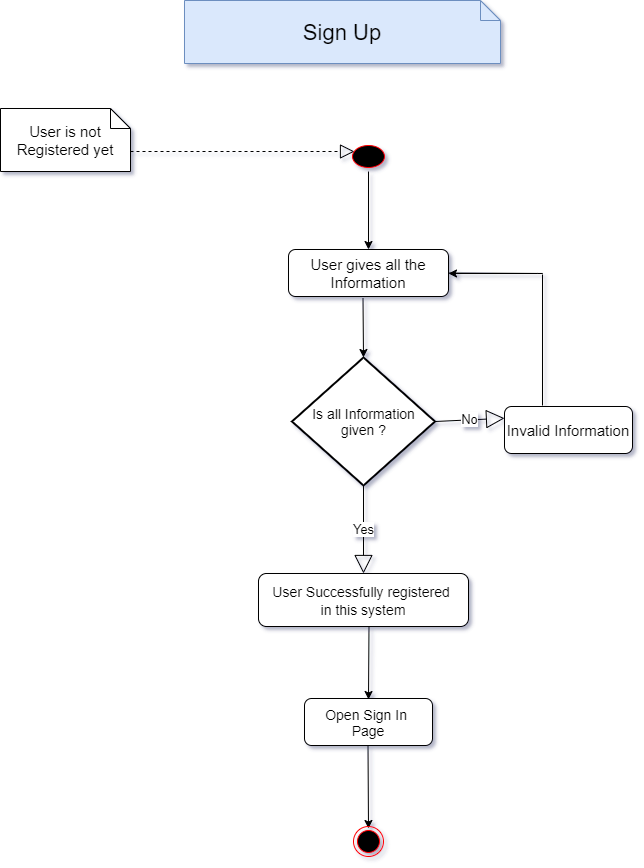 Sign Up
User is not
Registered yet
User gives all the
Information
Is all Information
given ?
No
Invalid Information
Yes
User Successfully registered
in this system
Open Sign In
Page